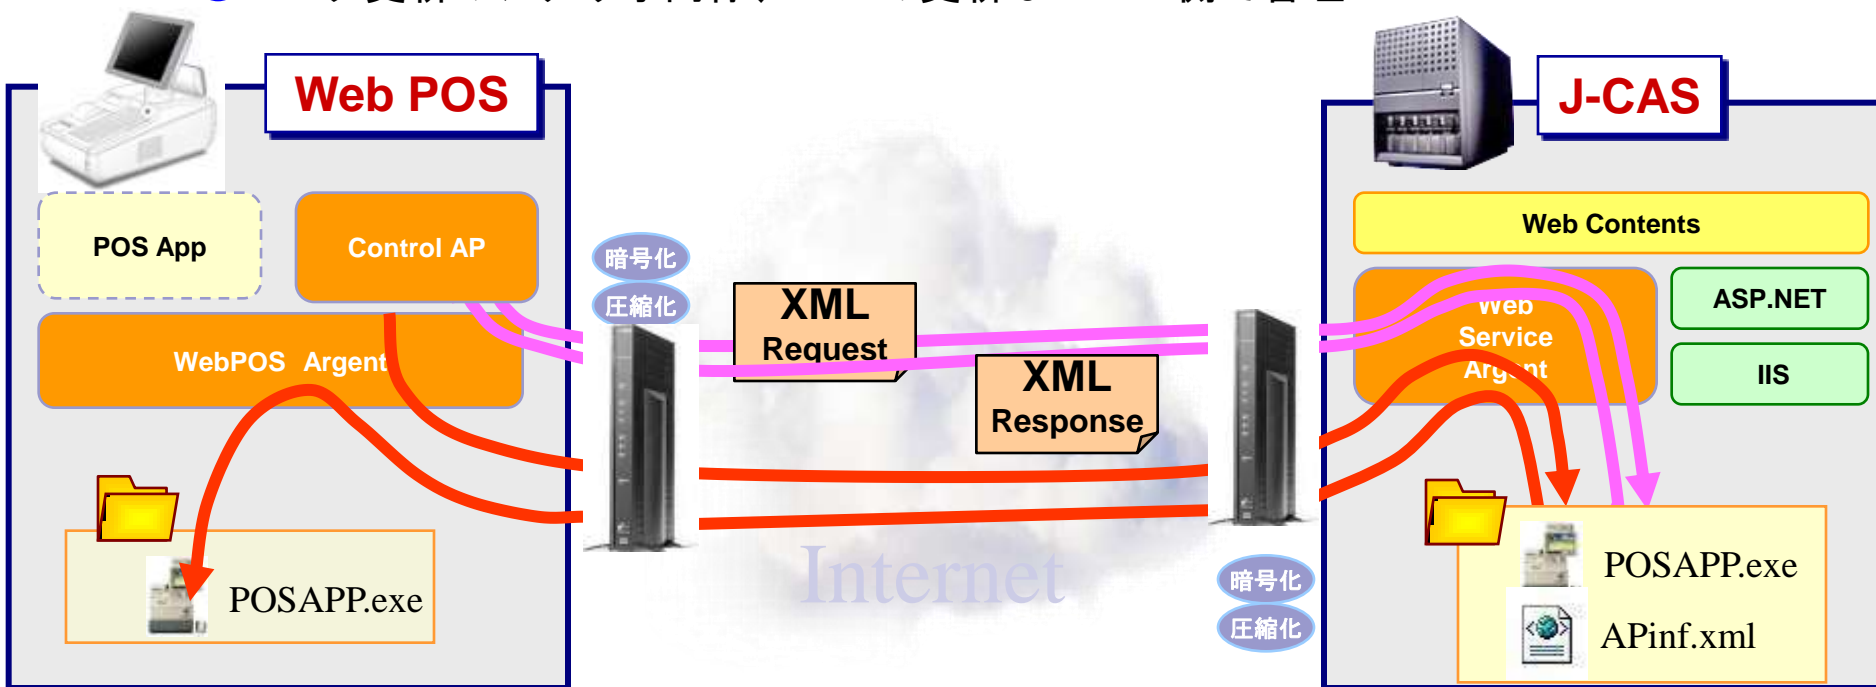 Web POS
J-CAS
POS App
Control AP
WebPOS Argent
暗号化
圧縮化
XML
Request
XML
Response
Internet
Web Contents
Web
Service
Argent
ASP.NET
IIS
POSAPP.exe
暗号化
圧縮化
POSAPP.exe
APinf.xml